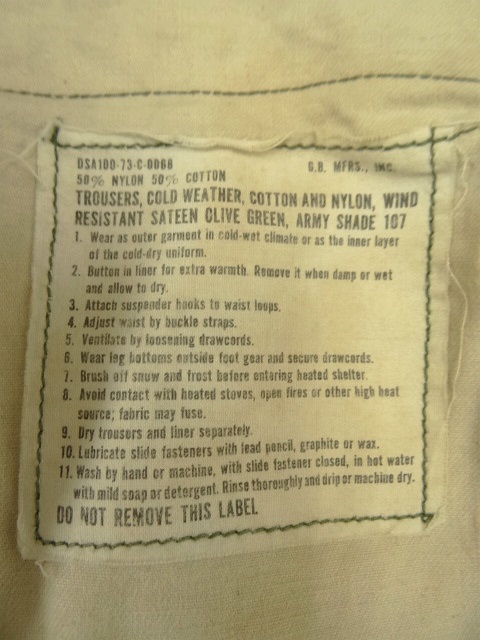 DSA100-73-C-0068 G.B. MFRS., INC.
50% NYLON 50% COTTON
TROUSERS, COLD WEATHER, COTTON AND NYLON, WIND
RESISTANT SATEEN OLIVE GREEN, ARMY SHADE 107
1. Wear as outer garment in cold-wet climate or as the inner layer
of the cold-dry uniform.
2. Button in liner for extra warmth. Remove it when damp or wet
and allow to dry.
3. Attach suspender hooks to waist loops.
4. Adjust waist by buckle straps.
5. Ventilate by loosening drawcords.
6. Wear leg bottoms outside foot gear and secure drawcords.
7. Brush off snow and frost before entering heated shelter.
8. Avoid contact with heated stoves, open fires or other high heat
source; fabric may fuse.
9. Dry trousers and liner separately.
10. Lubricate slide fasteners with lead pencil, graphite or wax.
11. Wash by hand or machine, with slide fastener closed, in hot water
with mild soap or detergent. Rinse thoroughly and drip or machine dry.
DO NOT REMOVE THIS LABEL